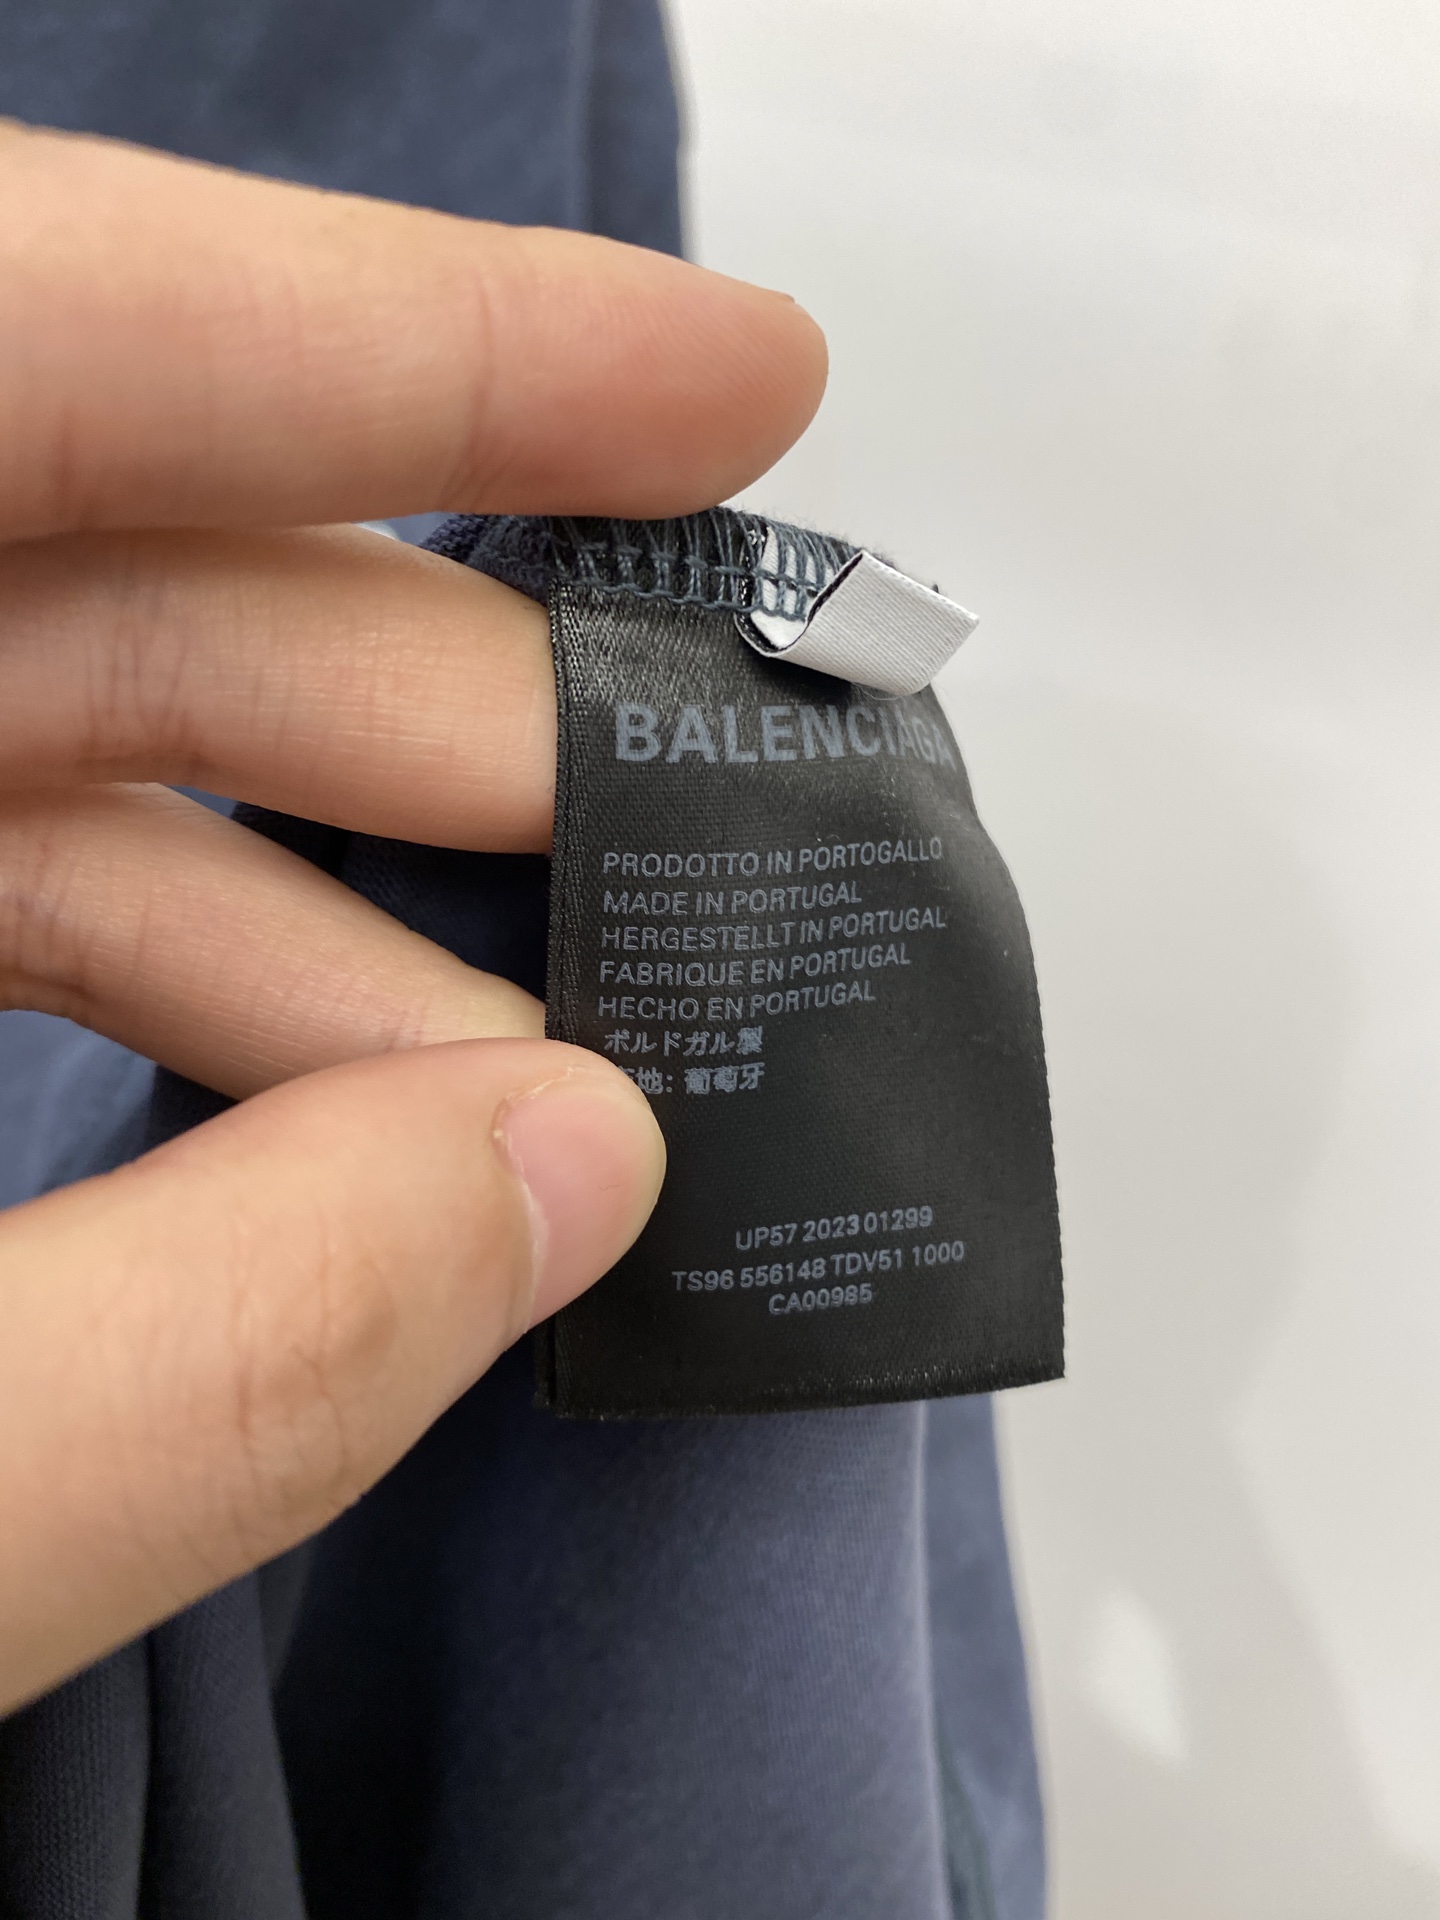 BALENCIAGA
PRODOTTO IN PORTOGALLO
MADE IN PORTUGAL
HERGESTELLT IN PORTUGAL
FABRIQUE EN PORTUGAL
HECHO EN PORTUGAL
ポルドガル製
地: 葡萄牙
UP57 2023 01299
TS96 556148 TDV51 1000
CA00985